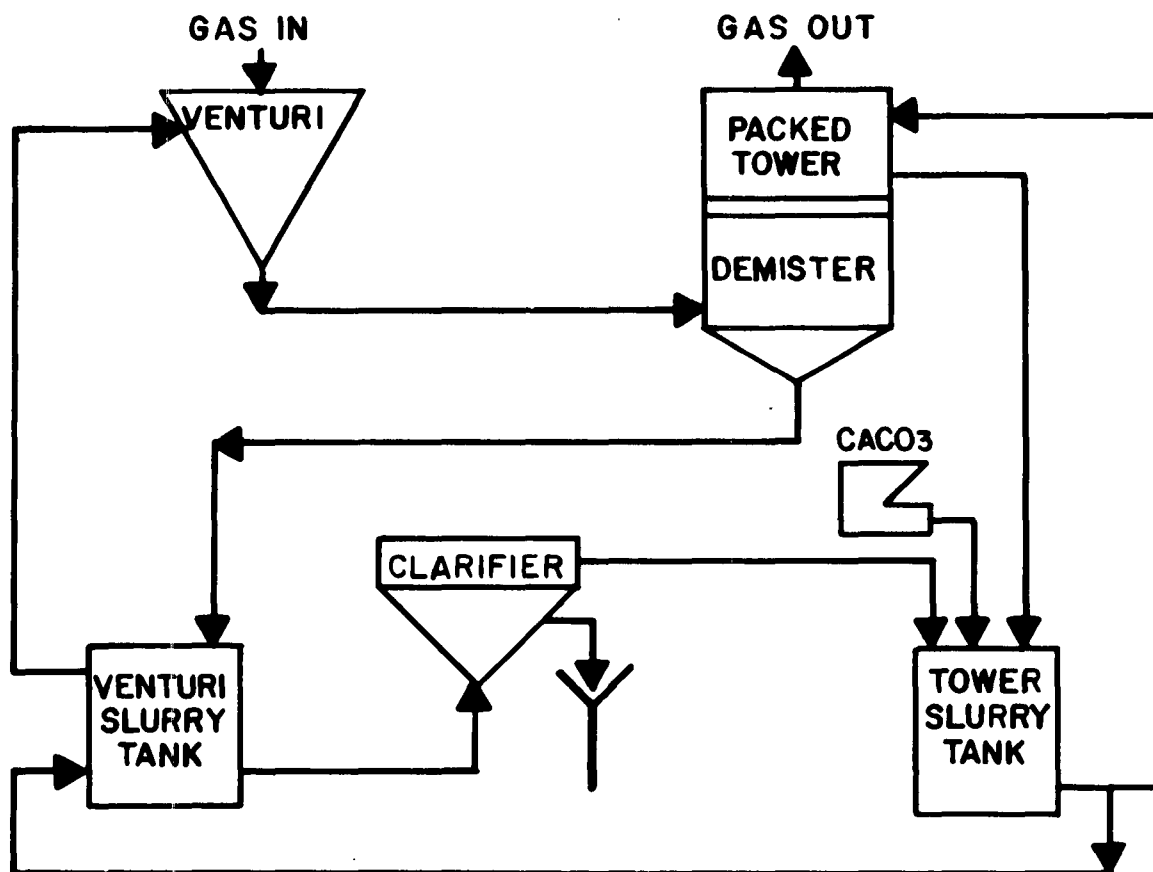 GAS IN
GAS OUT
VENTURI
PACKED
TOWER
DEMISTER
CACO3
CLARIFIER
VENTURI
SLURRY
TANK
TOWER
SLURRY
TANK